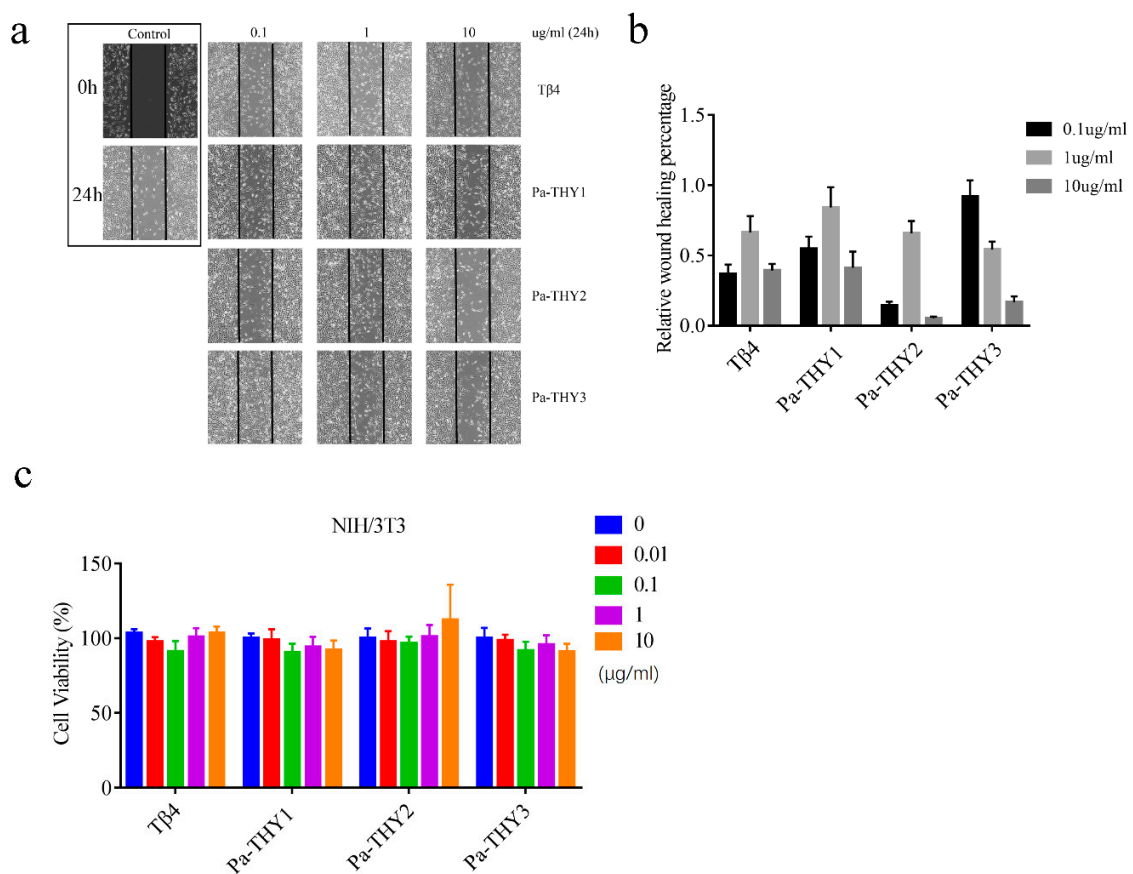 a
Control
0.1
1
10
ug/ml (24h)
0h
24h
Tβ4
Pa-THY1
Pa-THY2
Pa-THY3
b
Relative wound healing percentage
1.5
1.0
0.5
0.0
Tβ4
Pa-THY1
Pa-THY2
Pa-THY3
0.1ug/ml
1ug/ml
10ug/ml
c
NIH/3T3
Cell Viability (%)
150
100
50
0
Tβ4
Pa-THY1
Pa-THY2
Pa-THY3
0
0.01
0.1
1
10
(μg/ml)